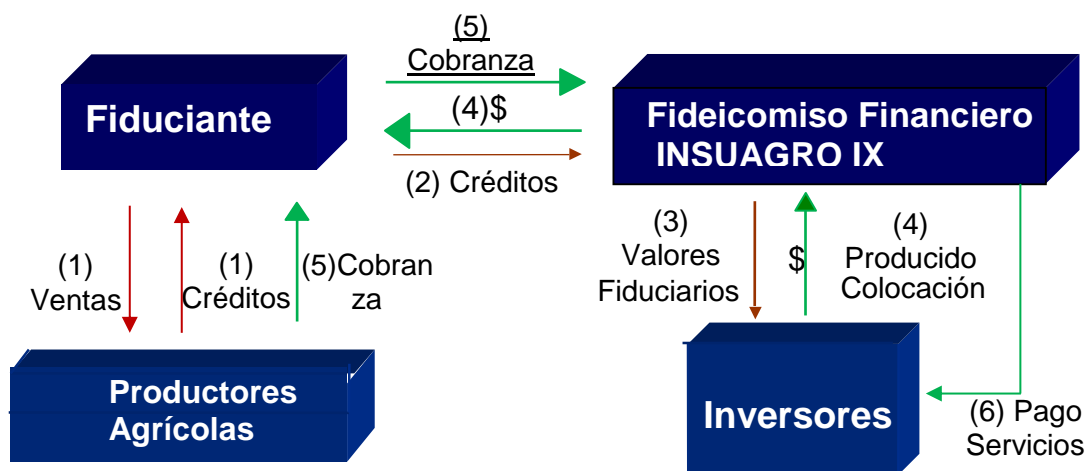 (5)
Cobranza
Fiduciante
(4)$
Fideicomiso Financiero
INSUAGRO IX
(2) Créditos
(1)
Ventas
(1)
Créditos
(5)Cobran
za
(3)
Valores
Fiduciarios
$
(4)
Producido
Colocación
Productores
Agrícolas
Inversores
(6) Pago
Servicios